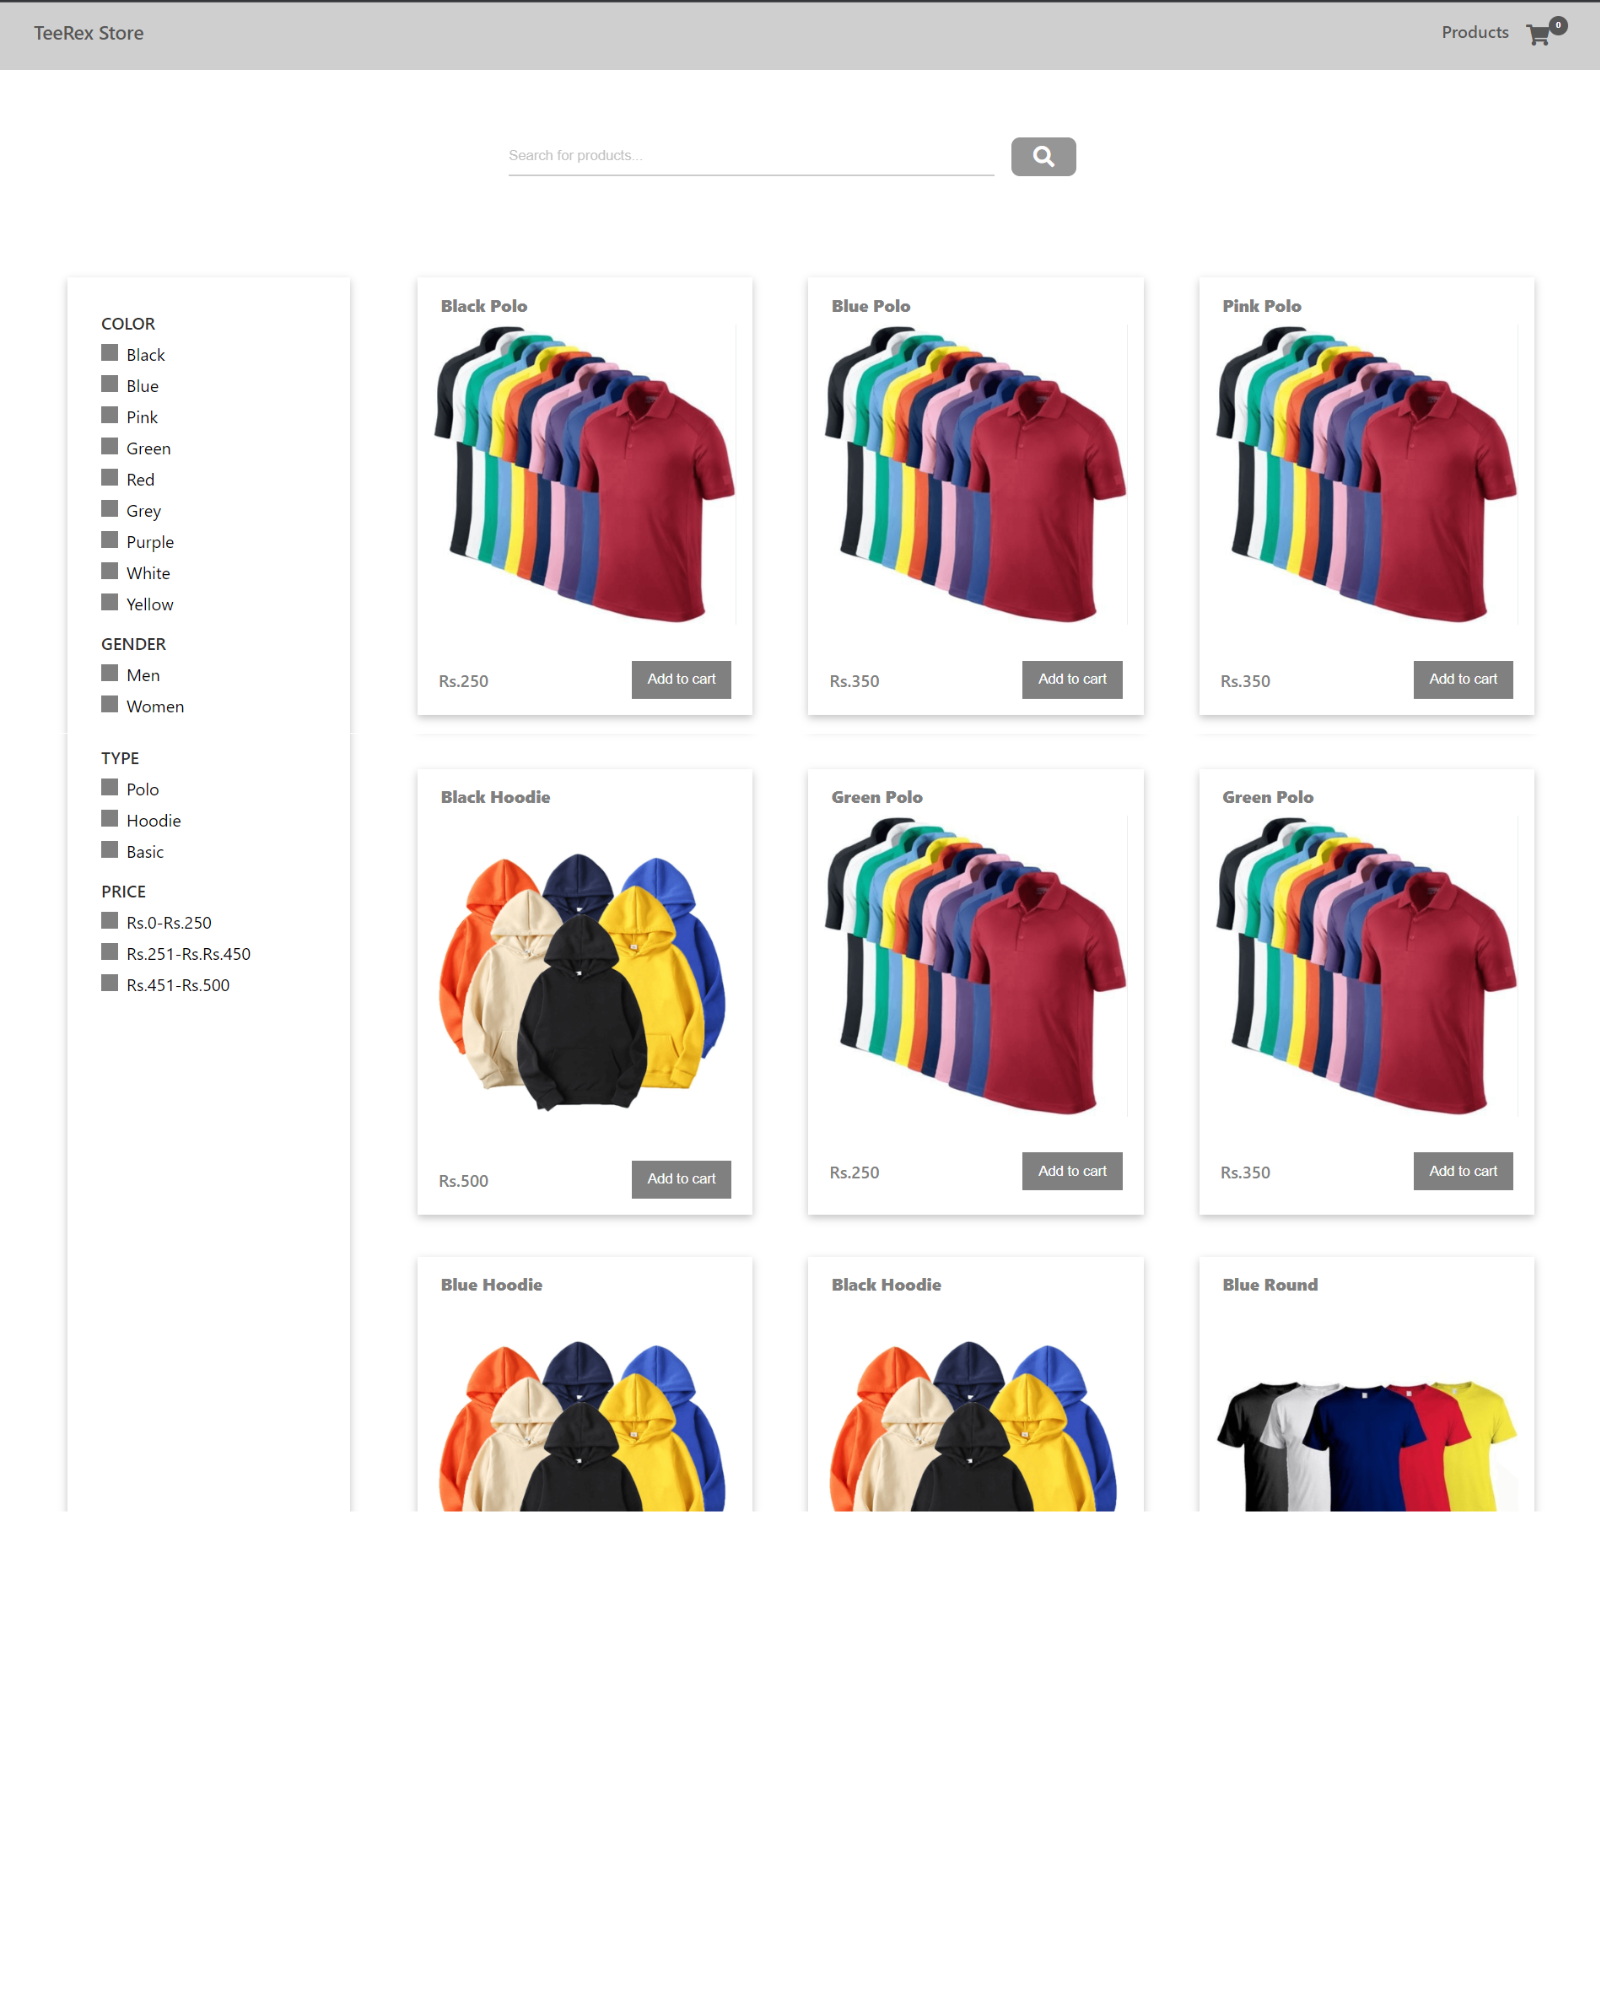 TeeRex Store
Products
0
Search for products...
COLOR
Black
Blue
Pink
Green
Red
Grey
Purple
White
Yellow
GENDER
Men
Women
TYPE
Polo
Hoodie
Basic
PRICE
Rs.0-Rs.250
Rs.251-Rs.Rs.450
Rs.451-Rs.500
Black Polo
Rs.250
Add to cart
Blue Polo
Rs.350
Add to cart
Pink Polo
Rs.350
Add to cart
Black Hoodie
Rs.500
Add to cart
Green Polo
Rs.250
Add to cart
Green Polo
Rs.350
Add to cart
Blue Hoodie
Black Hoodie
Blue Round